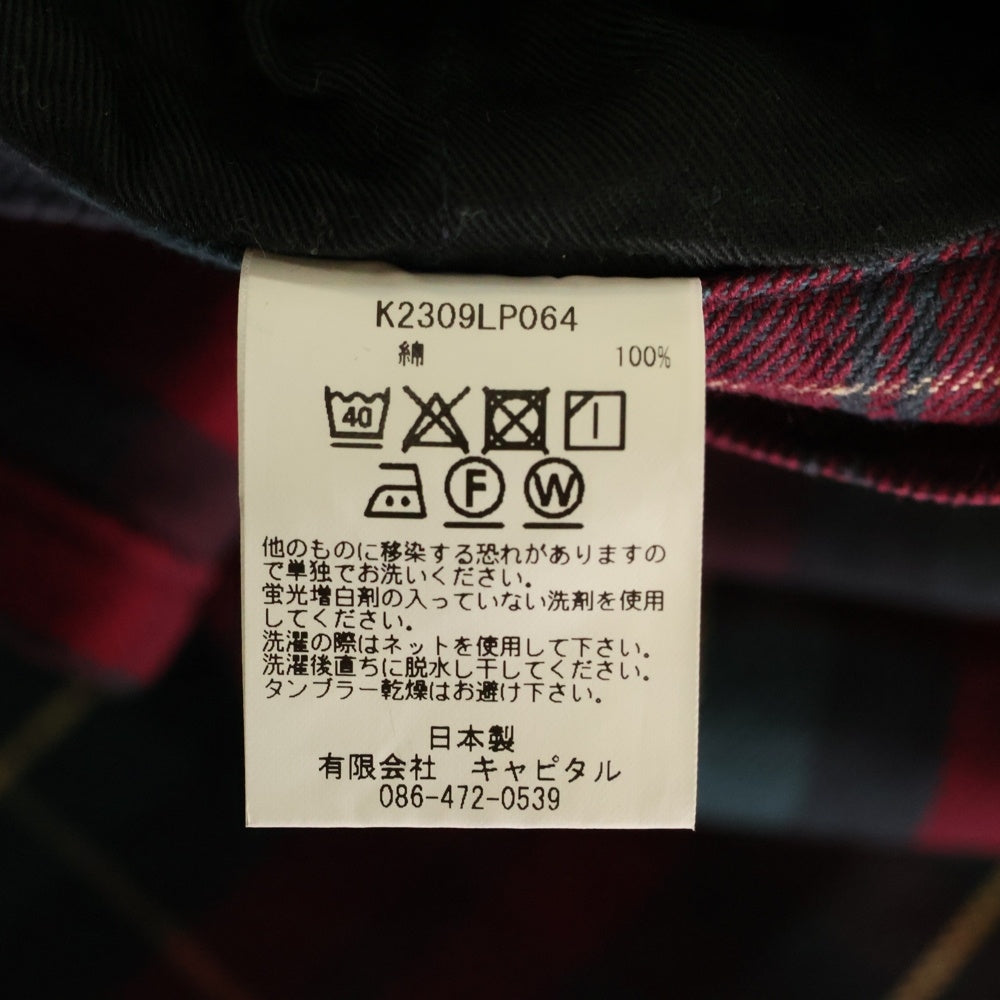 K2309LP064
綿 100%
40
F W
他のものに移染する恐れがありますの
で単独でお洗いください。
蛍光増白剤の入っていない洗剤を使用
してください。
洗濯の際はネットを使用して下さい。
洗濯後直ちに脱水し干してください。
タンブラー乾燥はお避け下さい。
日本製
有限会社 キャピタル
086-472-0539